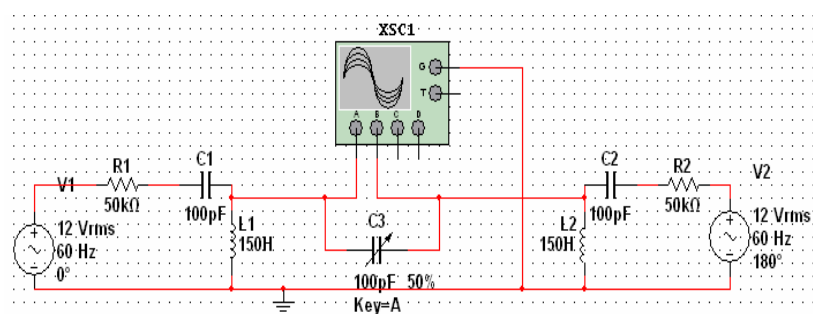 XSC1
G
T
A B C D
V1
R1
50kΩ
C1
100pF
L1
150H
C3
100pF 50%
Key=A
C2
100pF
R2
50kΩ
V2
L2
150H
12 Vrms
60 Hz
0°
12 Vrms
60 Hz
180°